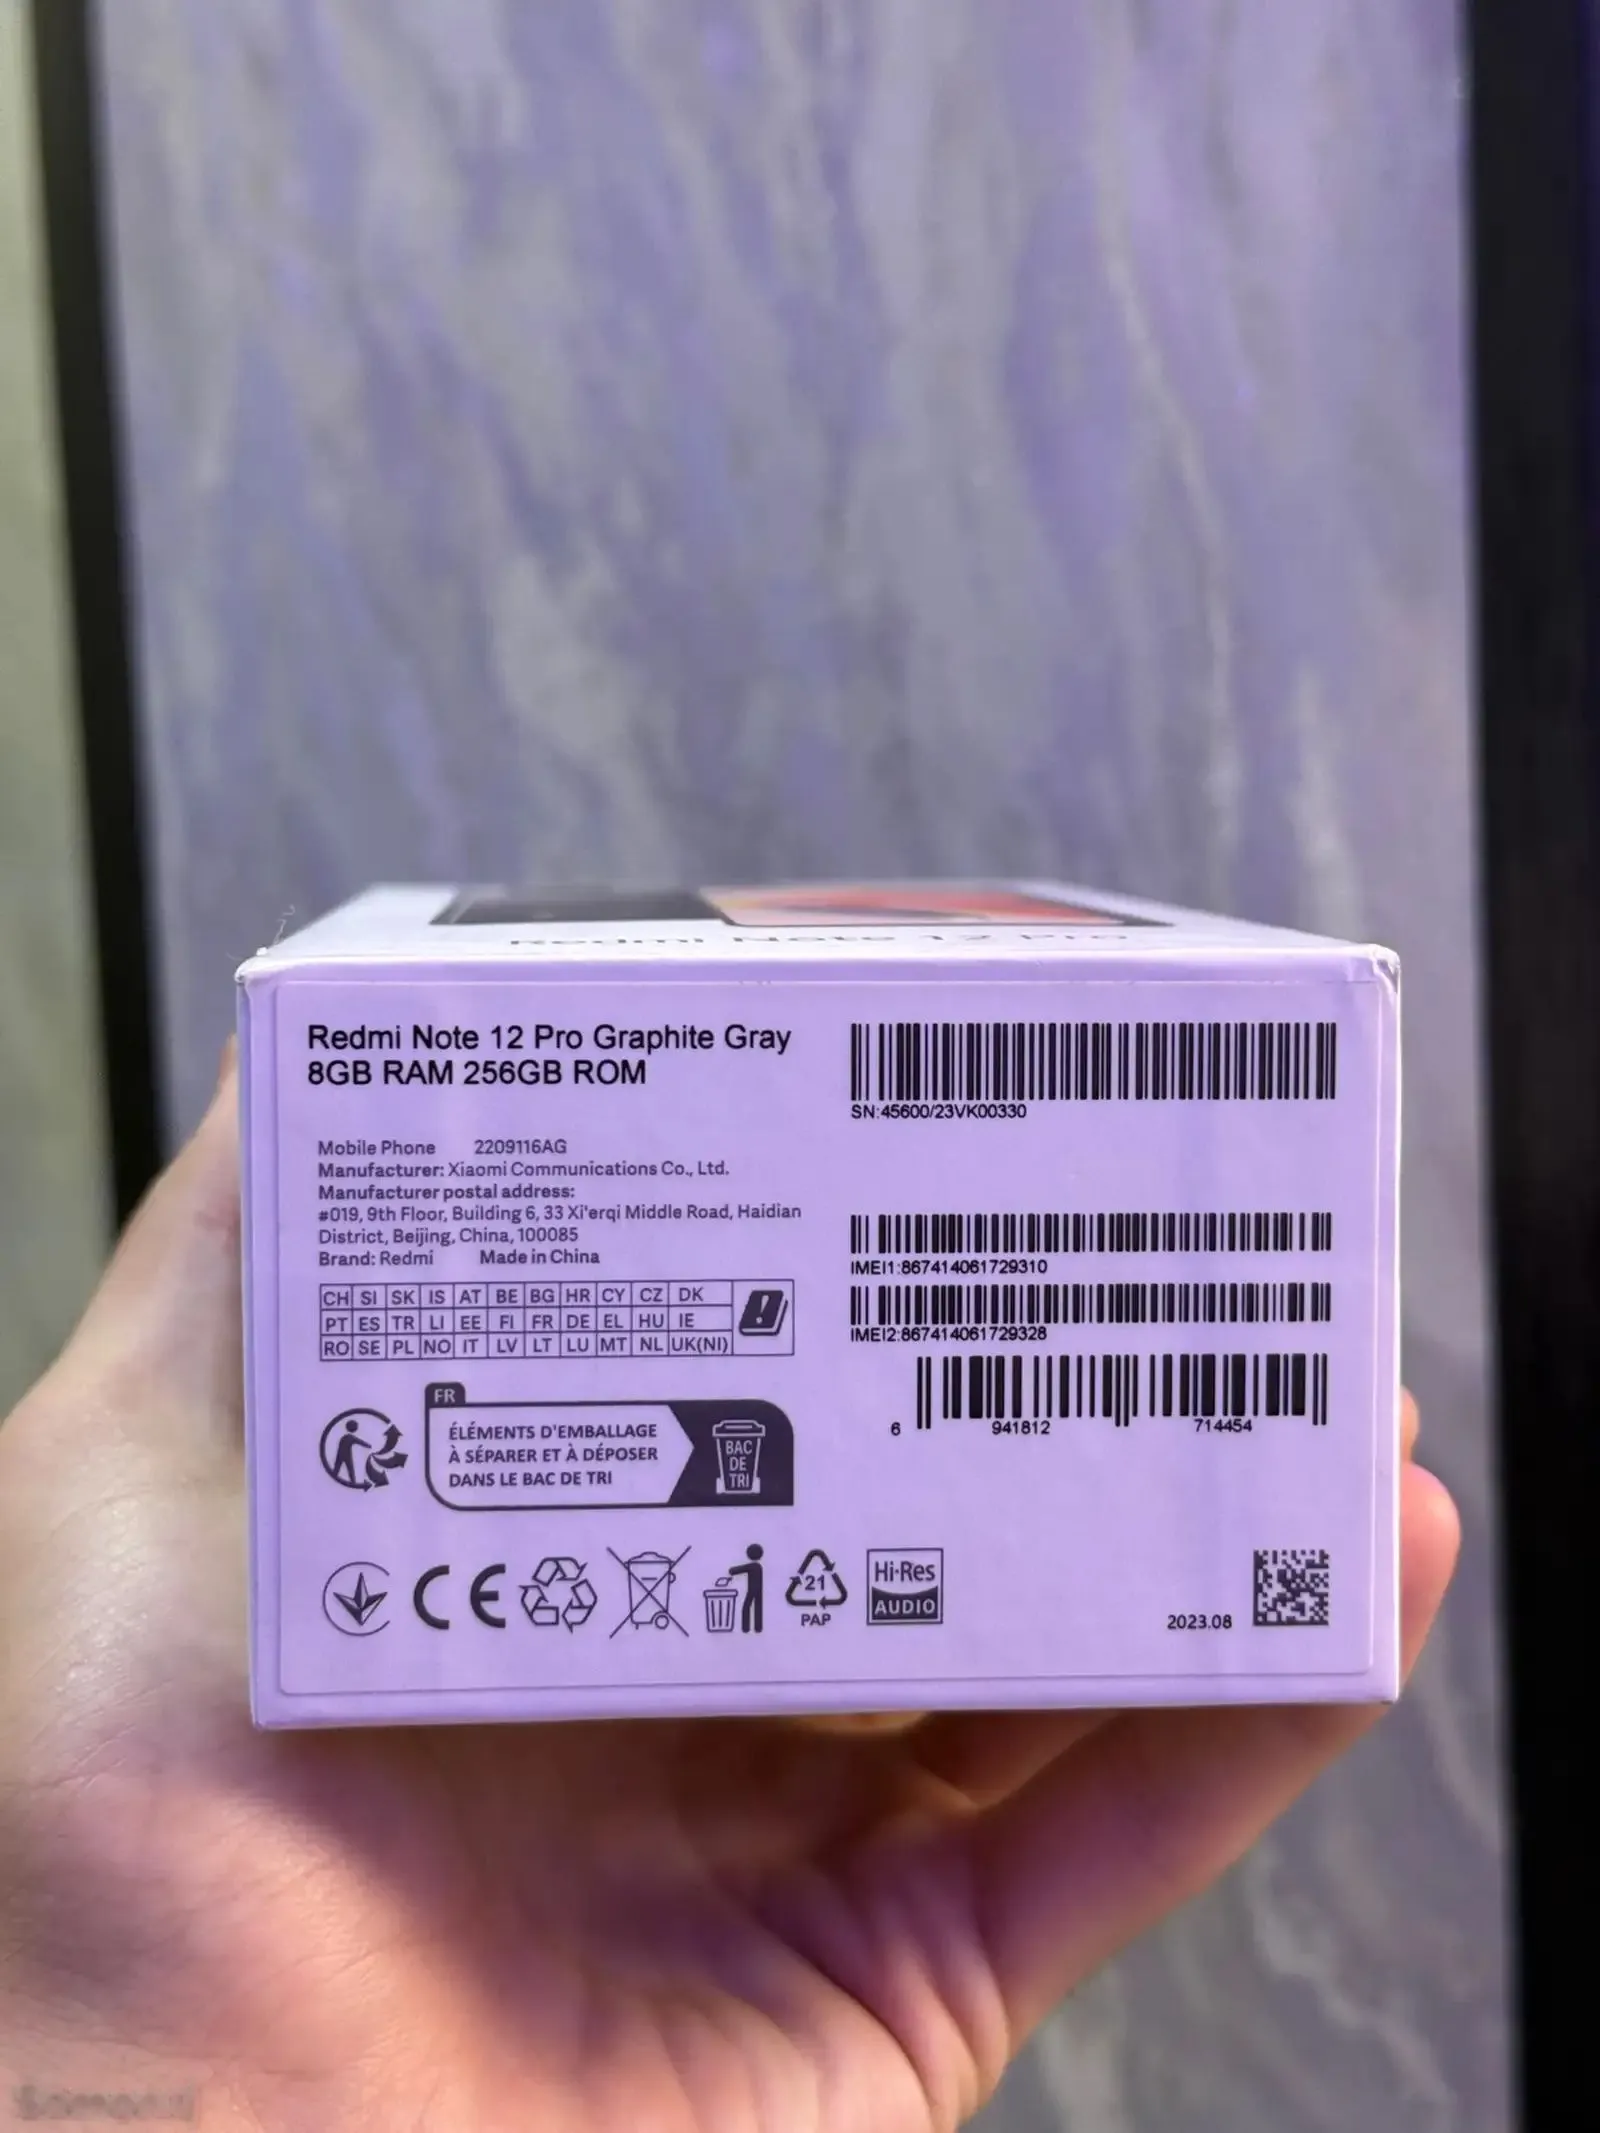 Redmi Note 12 Pro
Redmi Note 12 Pro Graphite Gray
8GB RAM 256GB ROM
Mobile Phone 2209116AG
Manufacturer: Xiaomi Communications Co., Ltd.
Manufacturer postal address:
#019, 9th Floor, Building 6, 33 Xi'erqi Middle Road, Haidian
District, Beijing, China, 100085
Brand: Redmi Made in China
CH SI SK IS AT BE BG HR CY CZ DK
PT ES TR LI EE FI FR DE EL HU IE
RO SE PL NO IT LV LT LU MT NL UK(NI)
FR
ÉLÉMENTS D'EMBALLAGE
À SÉPARER ET À DÉPOSER
DANS LE BAC DE TRI
BAC
DE
TRI
CE
21
PAP
Hi-Res
AUDIO
SN:45600/23VK00330
IMEI1:867414061729310
IMEI2:867414061729328
6 941812 714454
2023.08